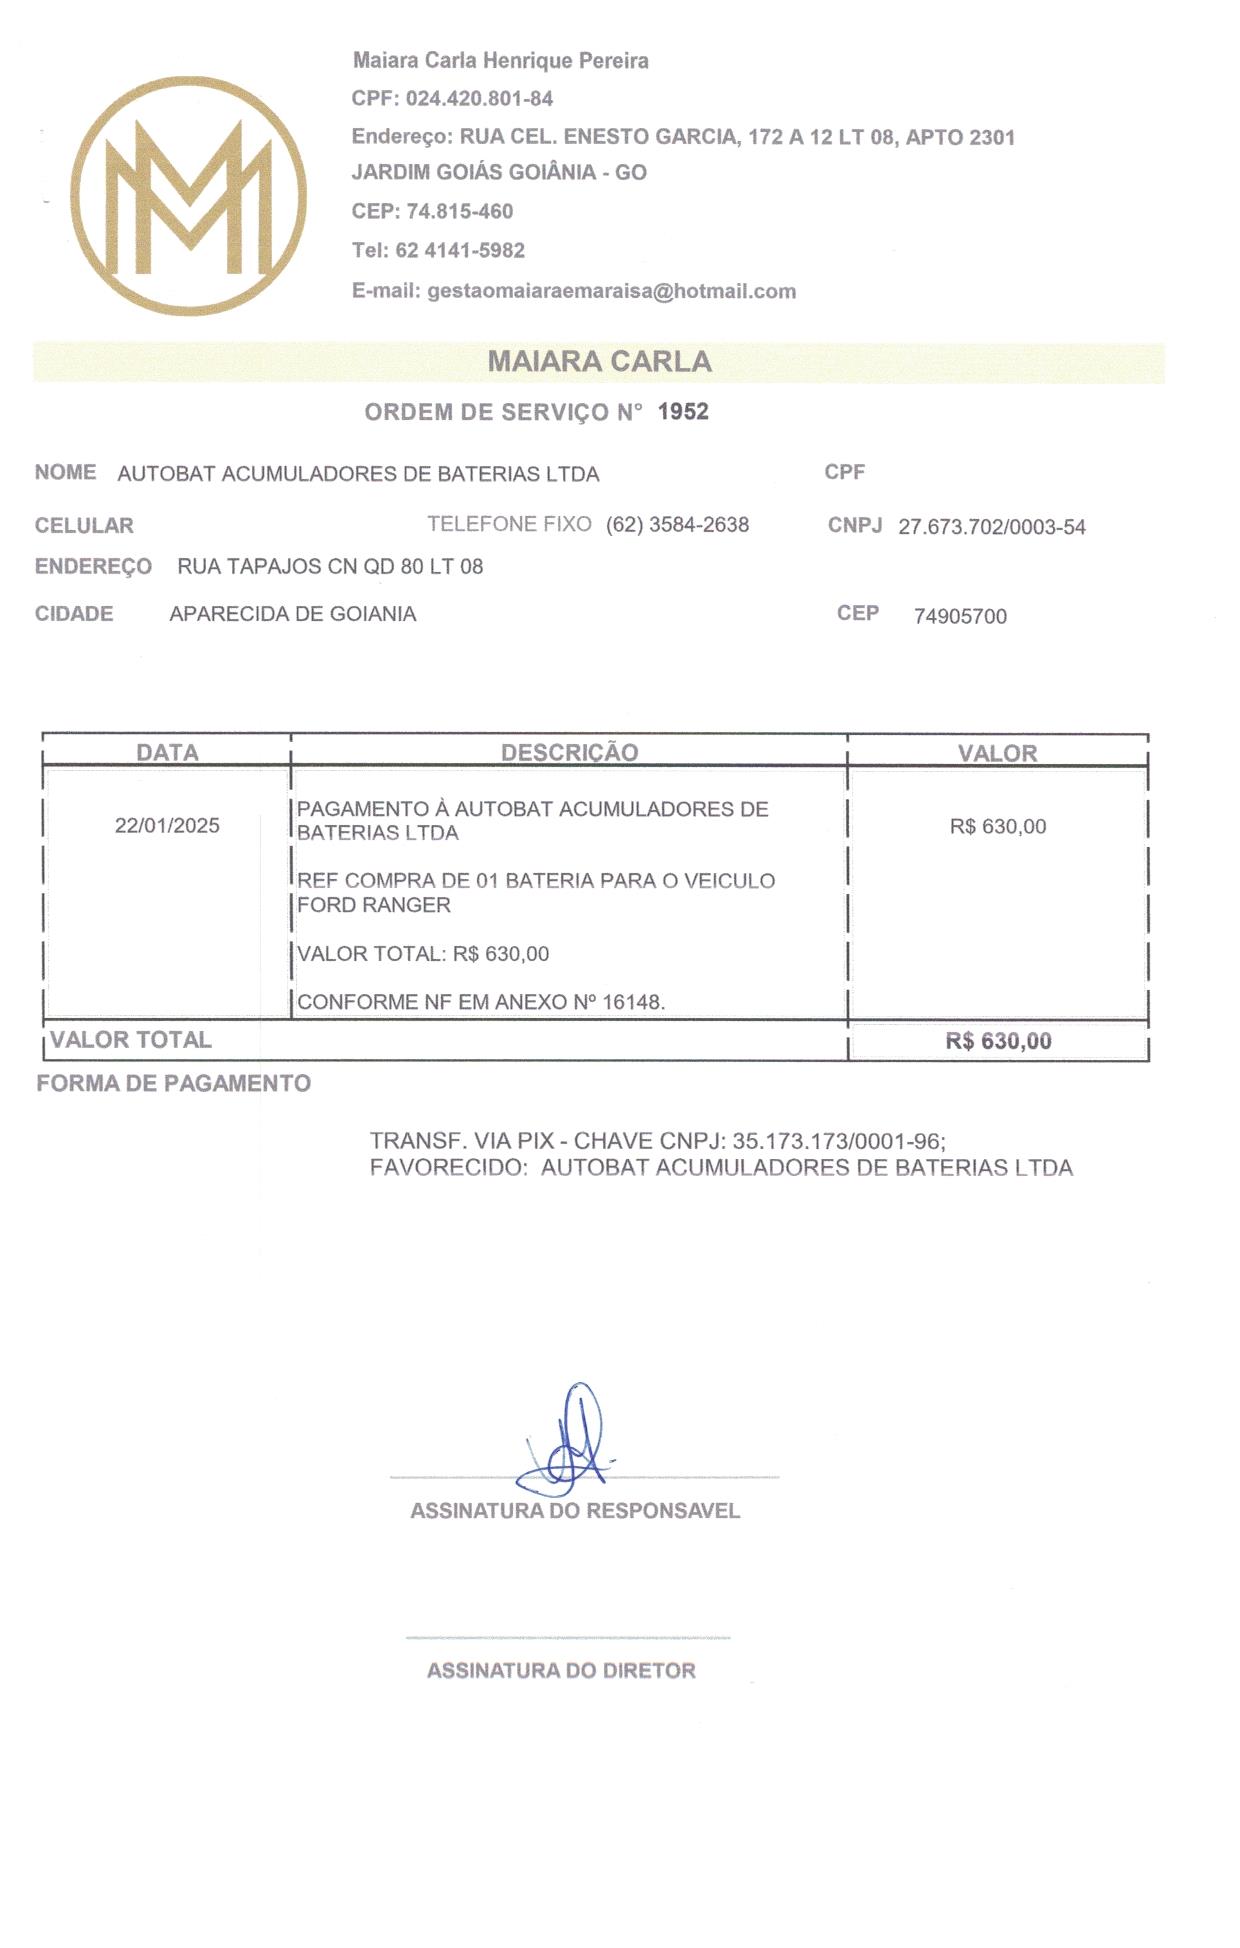 Maiara Carla Henrique Pereira
CPF: 024.420.801-84
Endereço: RUA CEL. ENESTO GARCIA, 172 A 12 LT 08, APTO 2301
JARDIM GOIÁS GOIÂNIA - GO
CEP: 74.815-460
Tel: 62 4141-5982
E-mail: gestaomaiaraemaraisa@hotmail.com
MAIARA CARLA
ORDEM DE SERVIÇO N° 1952
NOME AUTOBAT ACUMULADORES DE BATERIAS LTDA CPF
CELULAR TELEFONE FIXO (62) 3584-2638 CNPJ 27.673.702/0003-54
ENDEREÇO RUA TAPAJOS CN QD 80 LT 08
CIDADE APARECIDA DE GOIANIA CEP 74905700
DATA DESCRIÇÃO VALOR
22/01/2025 PAGAMENTO À AUTOBAT ACUMULADORES DE R$ 630,00
BATERIAS LTDA
REF COMPRA DE 01 BATERIA PARA O VEICULO
FORD RANGER
VALOR TOTAL: R$ 630,00
CONFORME NF EM ANEXO Nº 16148.
VALOR TOTAL R$ 630,00
FORMA DE PAGAMENTO
TRANSF. VIA PIX - CHAVE CNPJ: 35.173.173/0001-96;
FAVORECIDO: AUTOBAT ACUMULADORES DE BATERIAS LTDA
ASSINATURA DO RESPONSAVEL
ASSINATURA DO DIRETOR